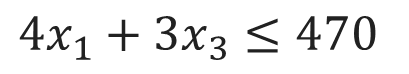 4x₁ + 3x₃ ≤ 470